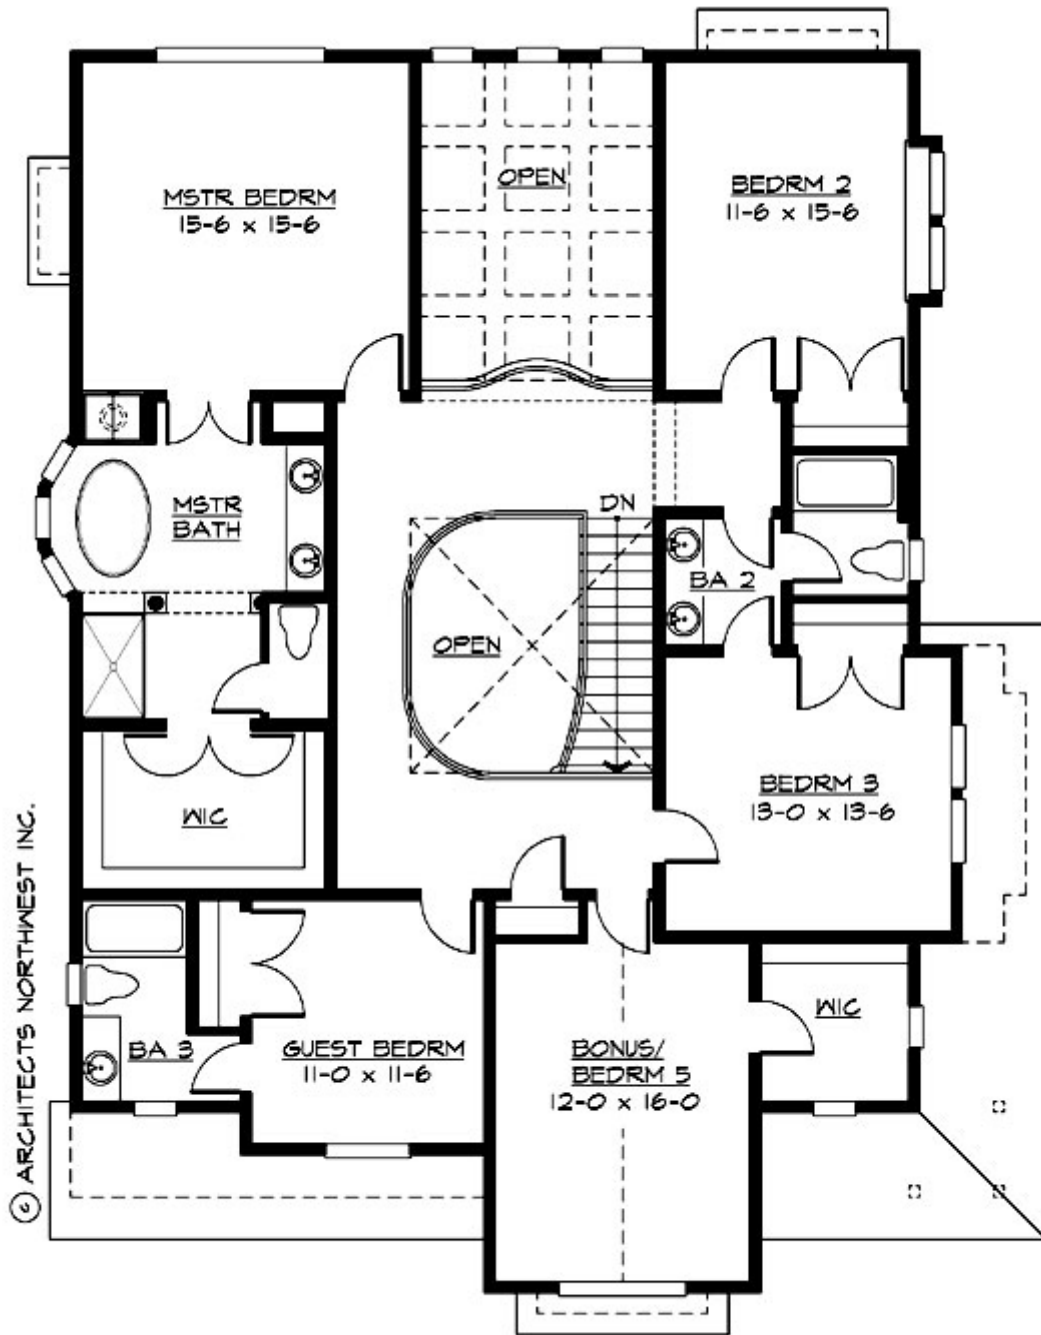 MSTR BEDRM
15-6 x 15-6
OPEN
BEDRM 2
11-6 x 15-6
MSTR
BATH
DN
BA 2
OPEN
BEDRM 3
13-0 x 13-6
WIC
BA 3
GUEST BEDRM
11-0 x 11-6
BONUS/
BEDRM 5
12-0 x 16-0
WIC
© ARCHITECTS NORTHWEST INC.